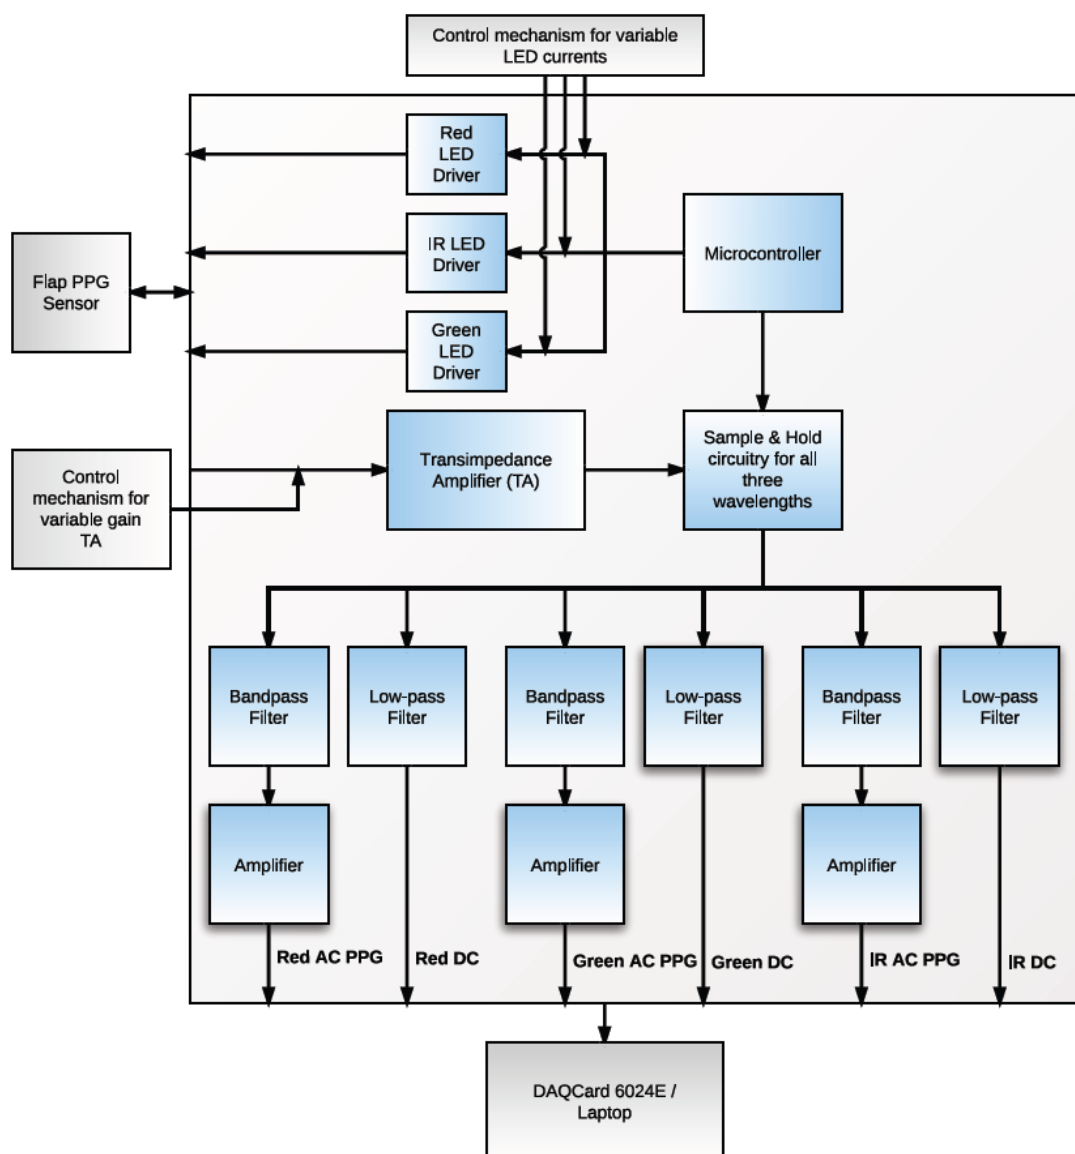 Control mechanism for variable
LED currents
Red
LED
Driver
IR LED
Driver
Microcontroller
Flap PPG
Sensor
Green
LED
Driver
Control
mechanism for
variable gain
TA
Transimpedance
Amplifier (TA)
Sample & Hold
circuitry for all
three
wavelengths
Bandpass
Filter
Low-pass
Filter
Bandpass
Filter
Low-pass
Filter
Bandpass
Filter
Low-pass
Filter
Amplifier
Amplifier
Amplifier
Red AC PPG
Red DC
Green AC PPG
Green DC
IR AC PPG
IR DC
DAQCard 6024E /
Laptop